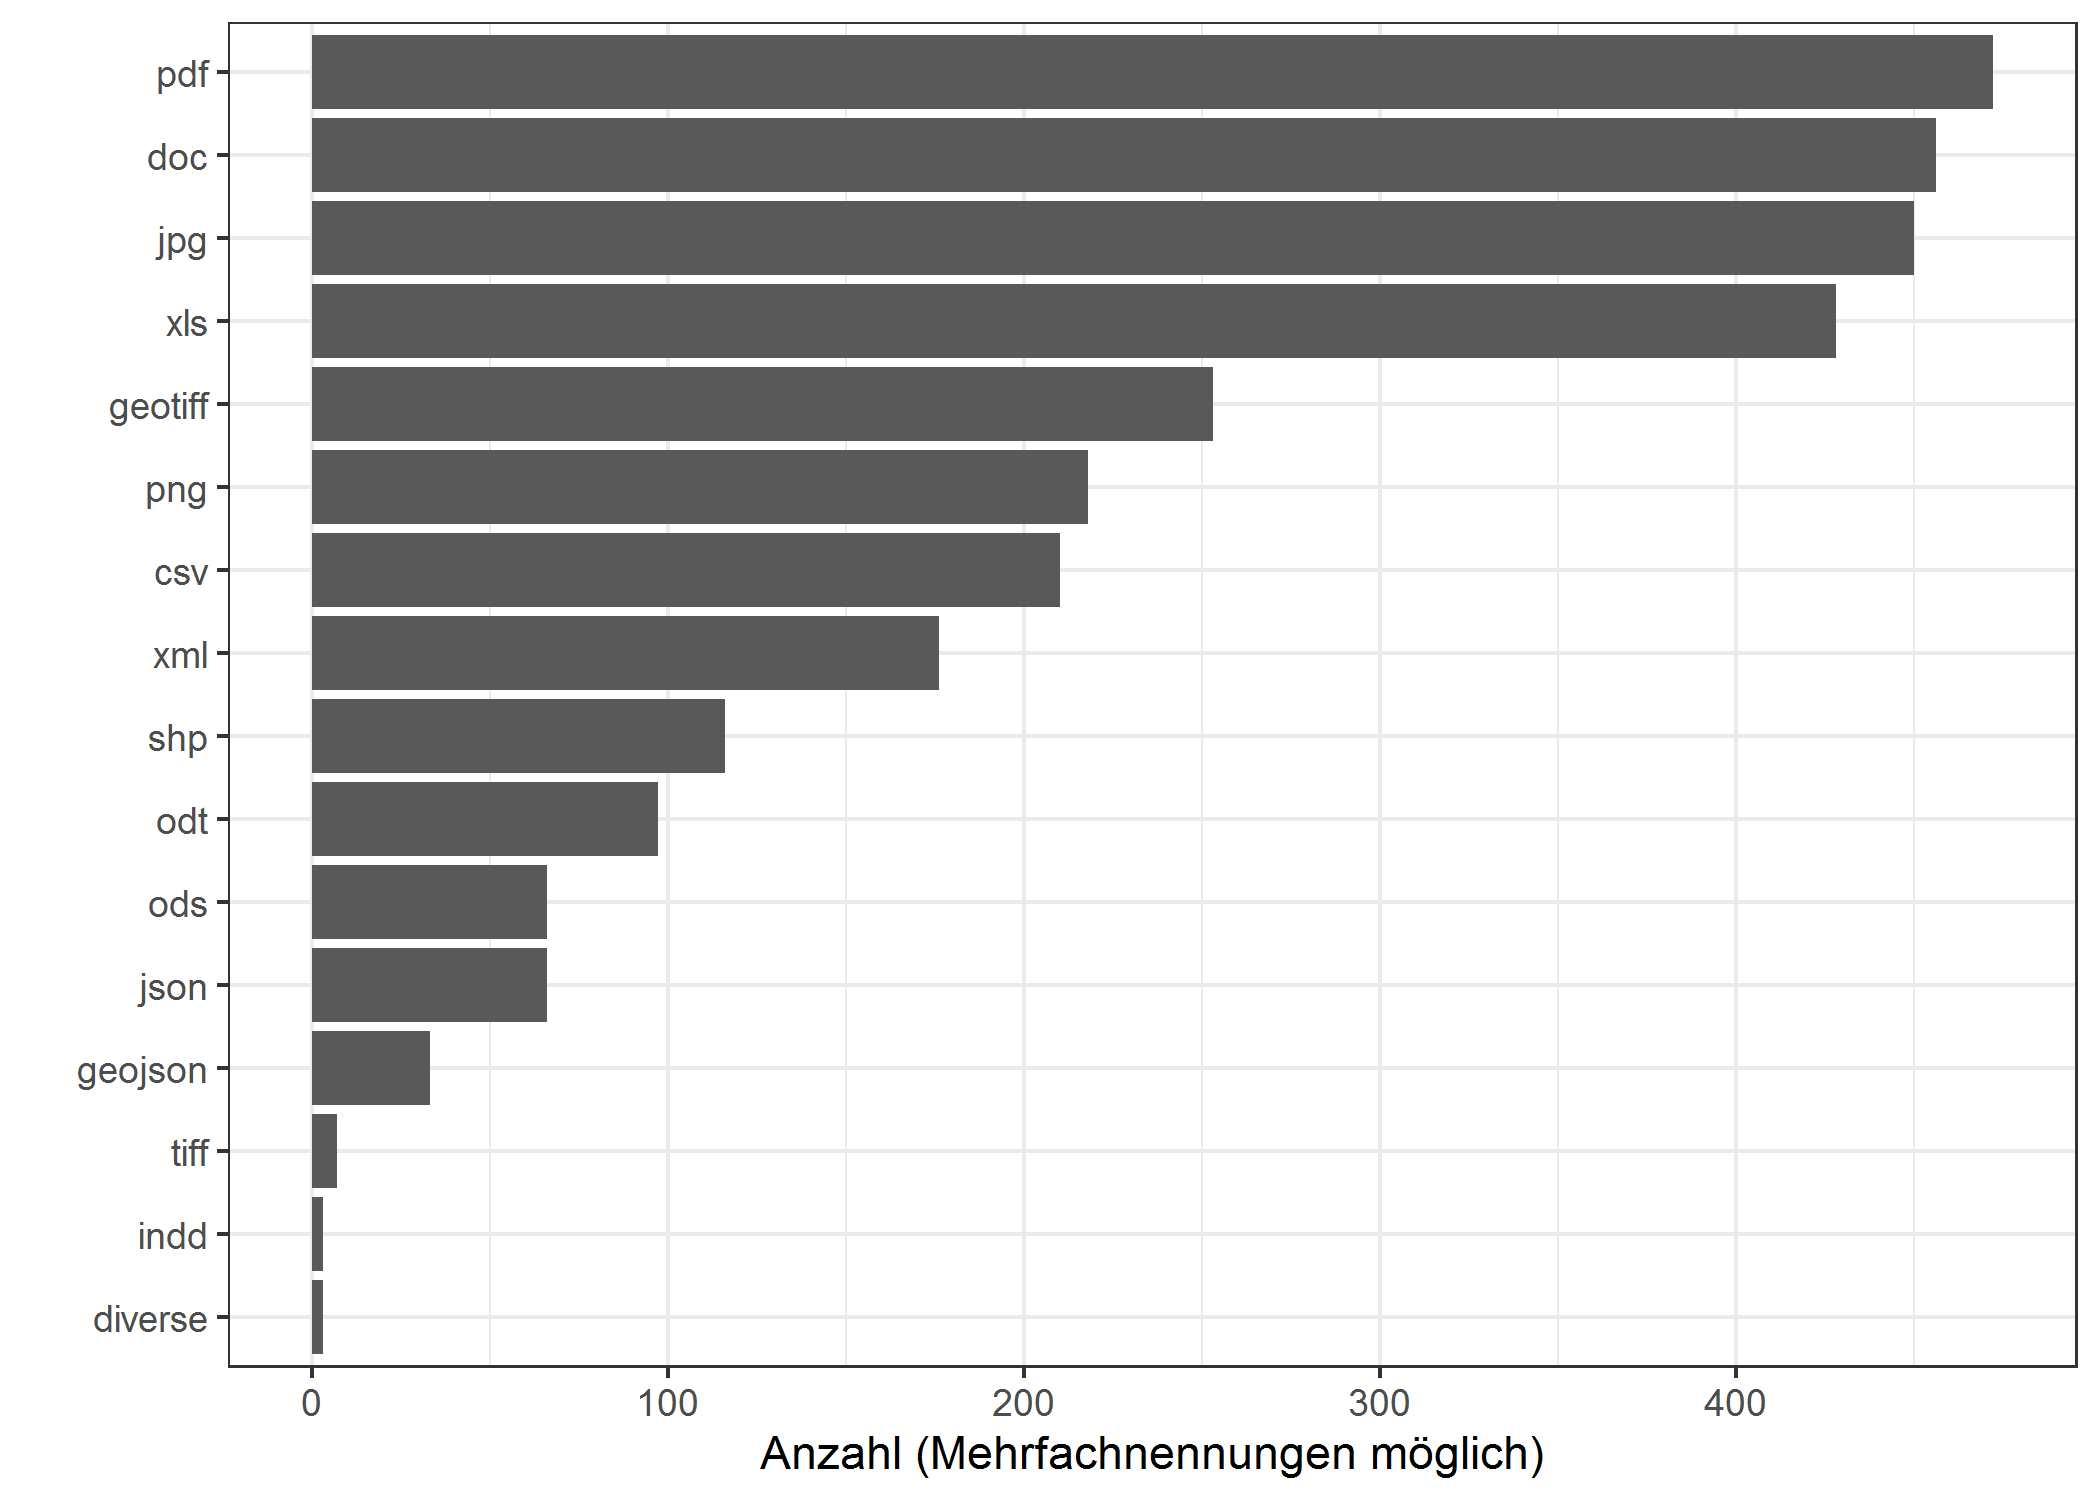 pdf
doc
jpg
xls
geotiff
png
csv
xml
shp
odt
ods
json
geojson
tiff
indd
diverse
0 100 200 300 400
Anzahl (Mehrfachnennungen möglich)